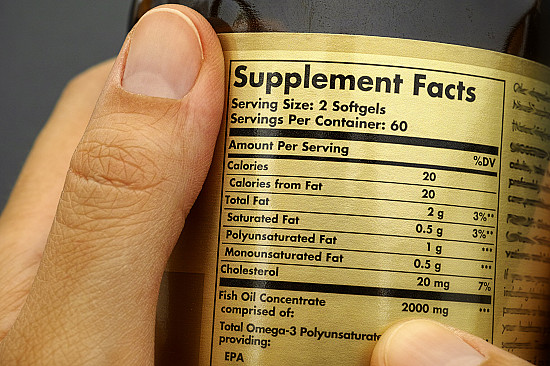 Supplement Facts
Serving Size: 2 Softgels
Servings Per Container: 60
Amount Per Serving %DV
Calories 20
Calories from Fat 20
Total Fat 2 g 3%**
Saturated Fat 0.5 g 3%**
Polyunsaturated Fat 1 g ***
Monounsaturated Fat 0.5 g ***
Cholesterol 20 mg 7%
Fish Oil Concentrate 2000 mg ***
comprised of:
Total Omega-3
providing:
EPA